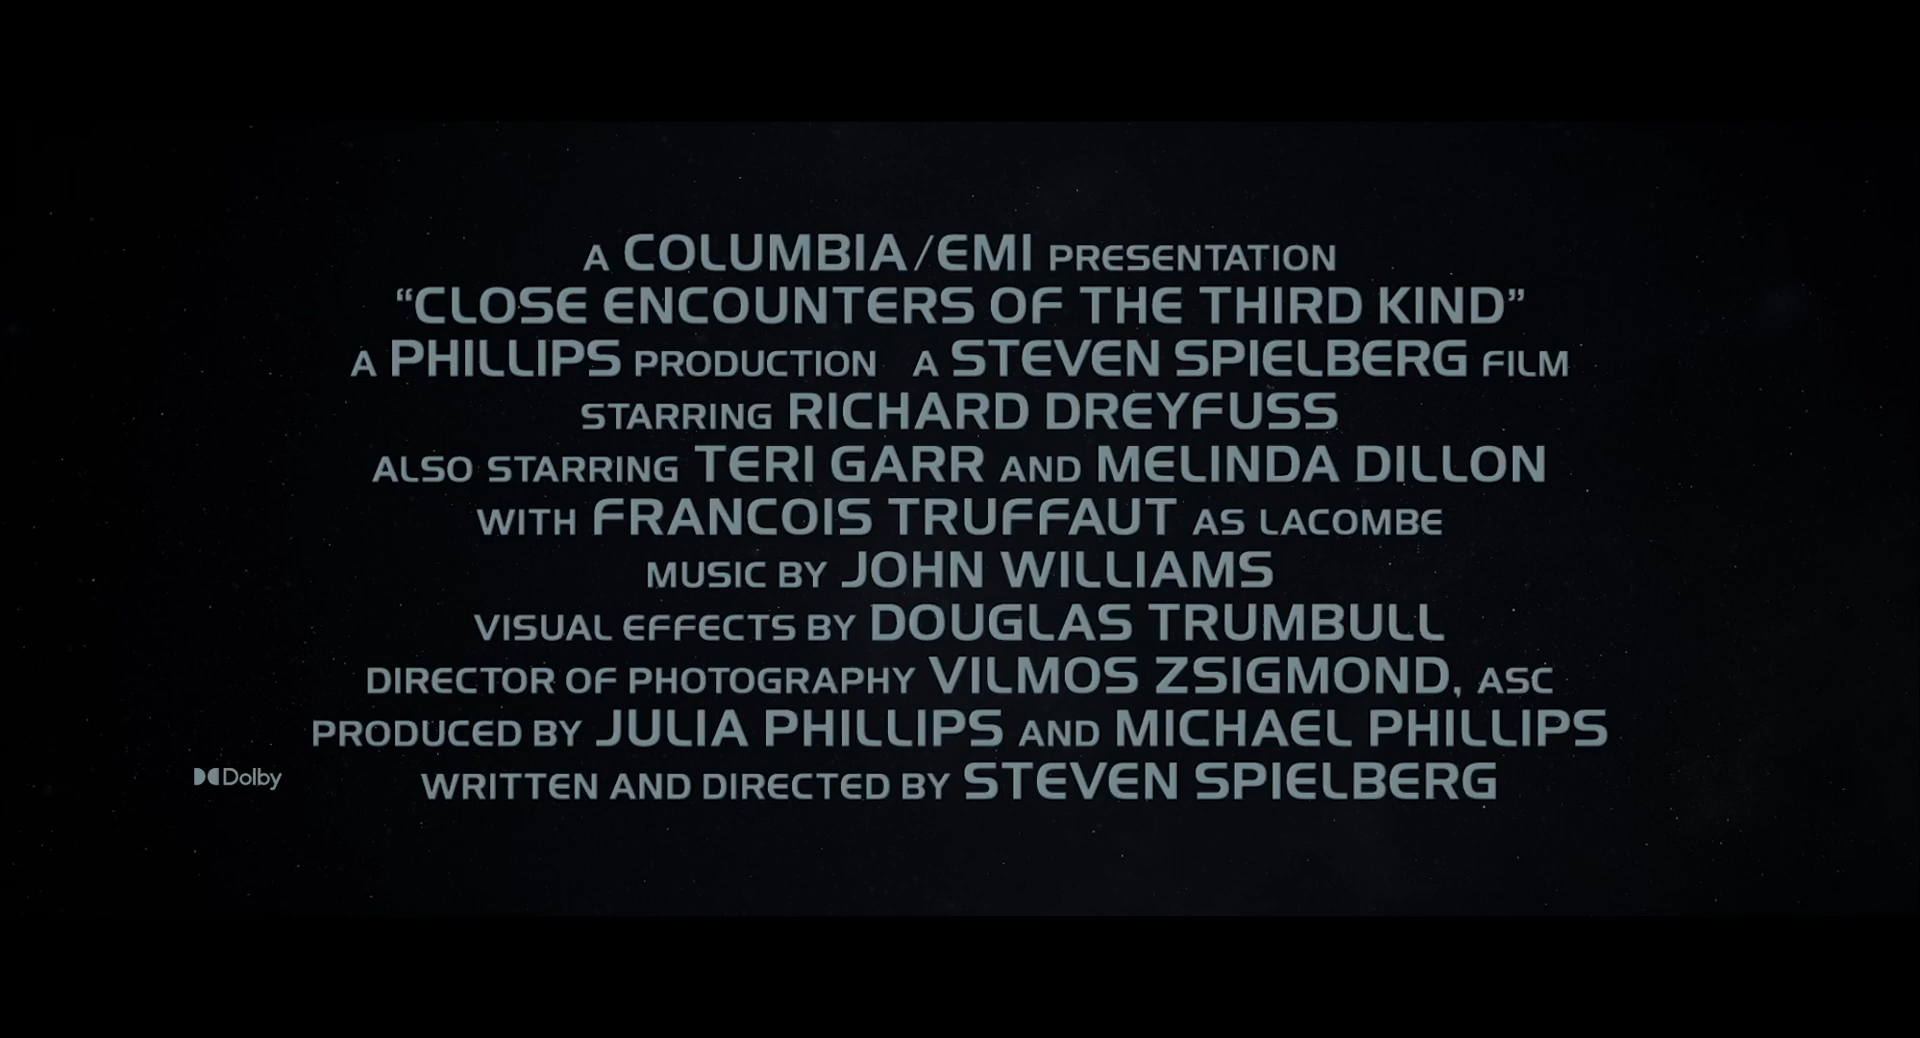 A COLUMBIA/EMI PRESENTATION
“CLOSE ENCOUNTERS OF THE THIRD KIND”
A PHILLIPS PRODUCTION A STEVEN SPIELBERG FILM
STARRING RICHARD DREYFUSS
ALSO STARRING TERI GARR AND MELINDA DILLON
WITH FRANCOIS TRUFFAUT AS LACOMBE
MUSIC BY JOHN WILLIAMS
VISUAL EFFECTS BY DOUGLAS TRUMBULL
DIRECTOR OF PHOTOGRAPHY VILMOS ZSIGMOND, ASC
PRODUCED BY JULIA PHILLIPS AND MICHAEL PHILLIPS
WRITTEN AND DIRECTED BY STEVEN SPIELBERG
Dolby